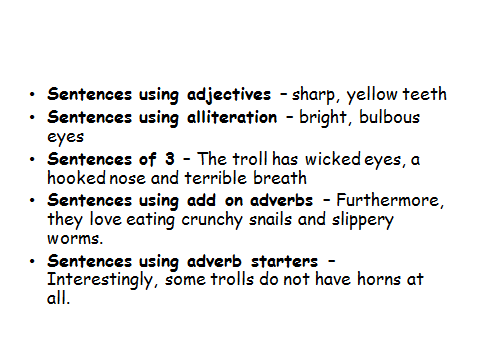 • Sentences using adjectives – sharp, yellow teeth
• Sentences using alliteration – bright, bulbous
eyes
• Sentences of 3 – The troll has wicked eyes, a
hooked nose and terrible breath
• Sentences using add on adverbs – Furthermore,
they love eating crunchy snails and slippery
worms.
• Sentences using adverb starters –
Interestingly, some trolls do not have horns at
all.